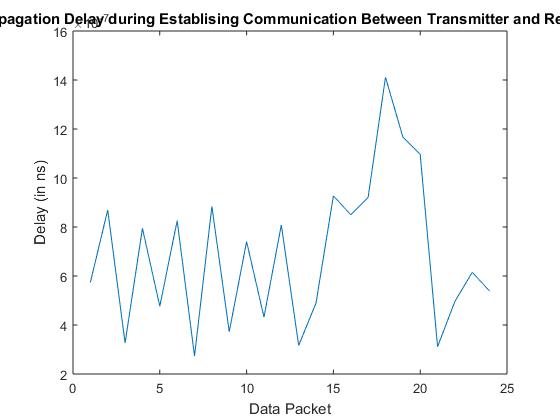 pagation Delay during Establising Communication Between Transmitter and Re
16
14
12
10
8
6
4
2
Delay (in ns)
0 5 10 15 20 25
Data Packet